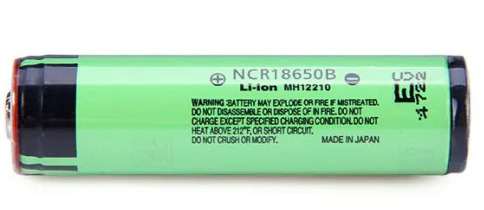 ⊕ NCR18650B ⊖
Li-ion MH12210
WARNING :BATTERY MAY EXPLODE OR FIRE IF MISTREATED.
DO NOT DISASSEMBLE OR DISPOSE OF IN FIRE. DO NOT
CHARGE EXCEPT SPECIFIED CHARGING CONDITION.DO NOT
HEAT ABOVE 212°F, OR SHORT CIRCUIT.
DO NOT CRUSH OR MODIFY. MADE IN JAPAN
4722